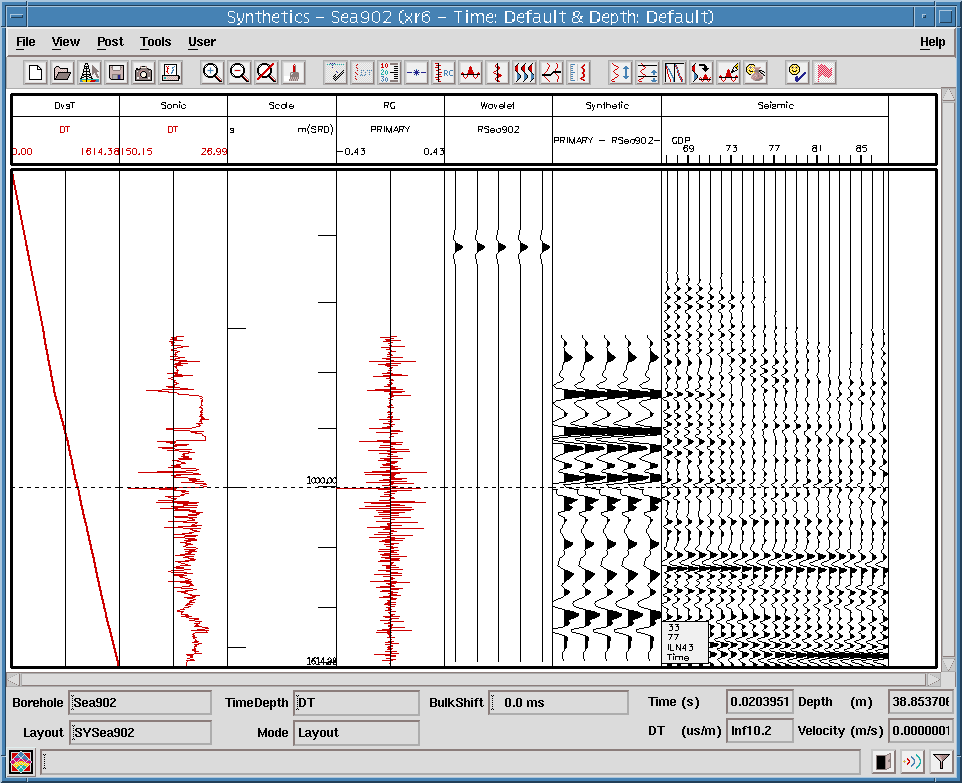 Synthetics - Sea902 (xr6 - Time: Default & Depth: Default)
File View Post Tools User Help
DvsT Sonic Scale RC Wavelet Synthetic Seismic
DT DT s m(SRD) PRIMARY RSea902 PRIMARY - RSea902- CDP
0.00 1614.38 150.15 26.99 -0.43 0.43 69 73 77 81 85
1000.00
33
77
ILN43
Time
Borehole Sea902 TimeDepth DT BulkShift 0.0 ms Time (s) 0.0203951 Depth (m) 38.853706
Layout SYSea902 Mode Layout DT (us/m) Inf10.2 Velocity (m/s) 0.0000001